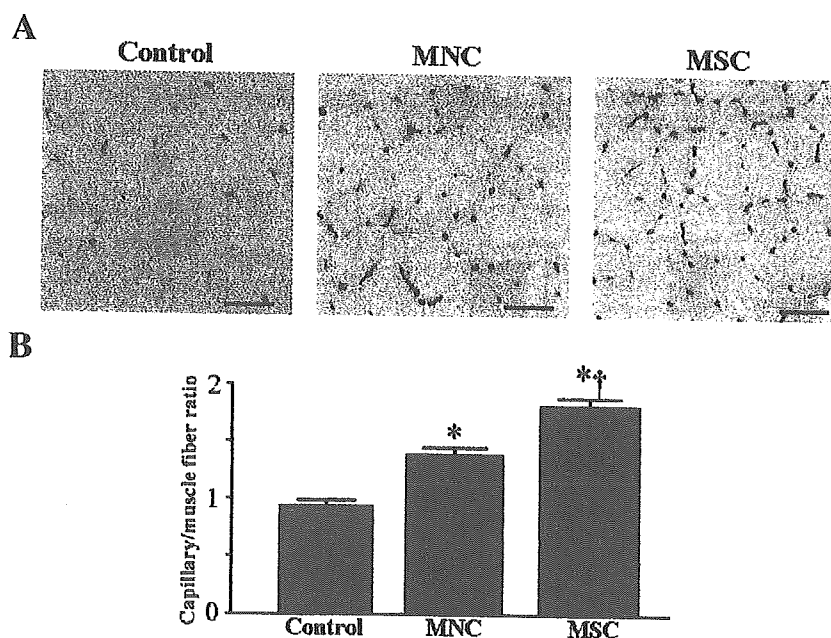 A
Control
MNC
MSC
B
Capillary/muscle fiber ratio
2
1
0
*
*†
Control
MNC
MSC